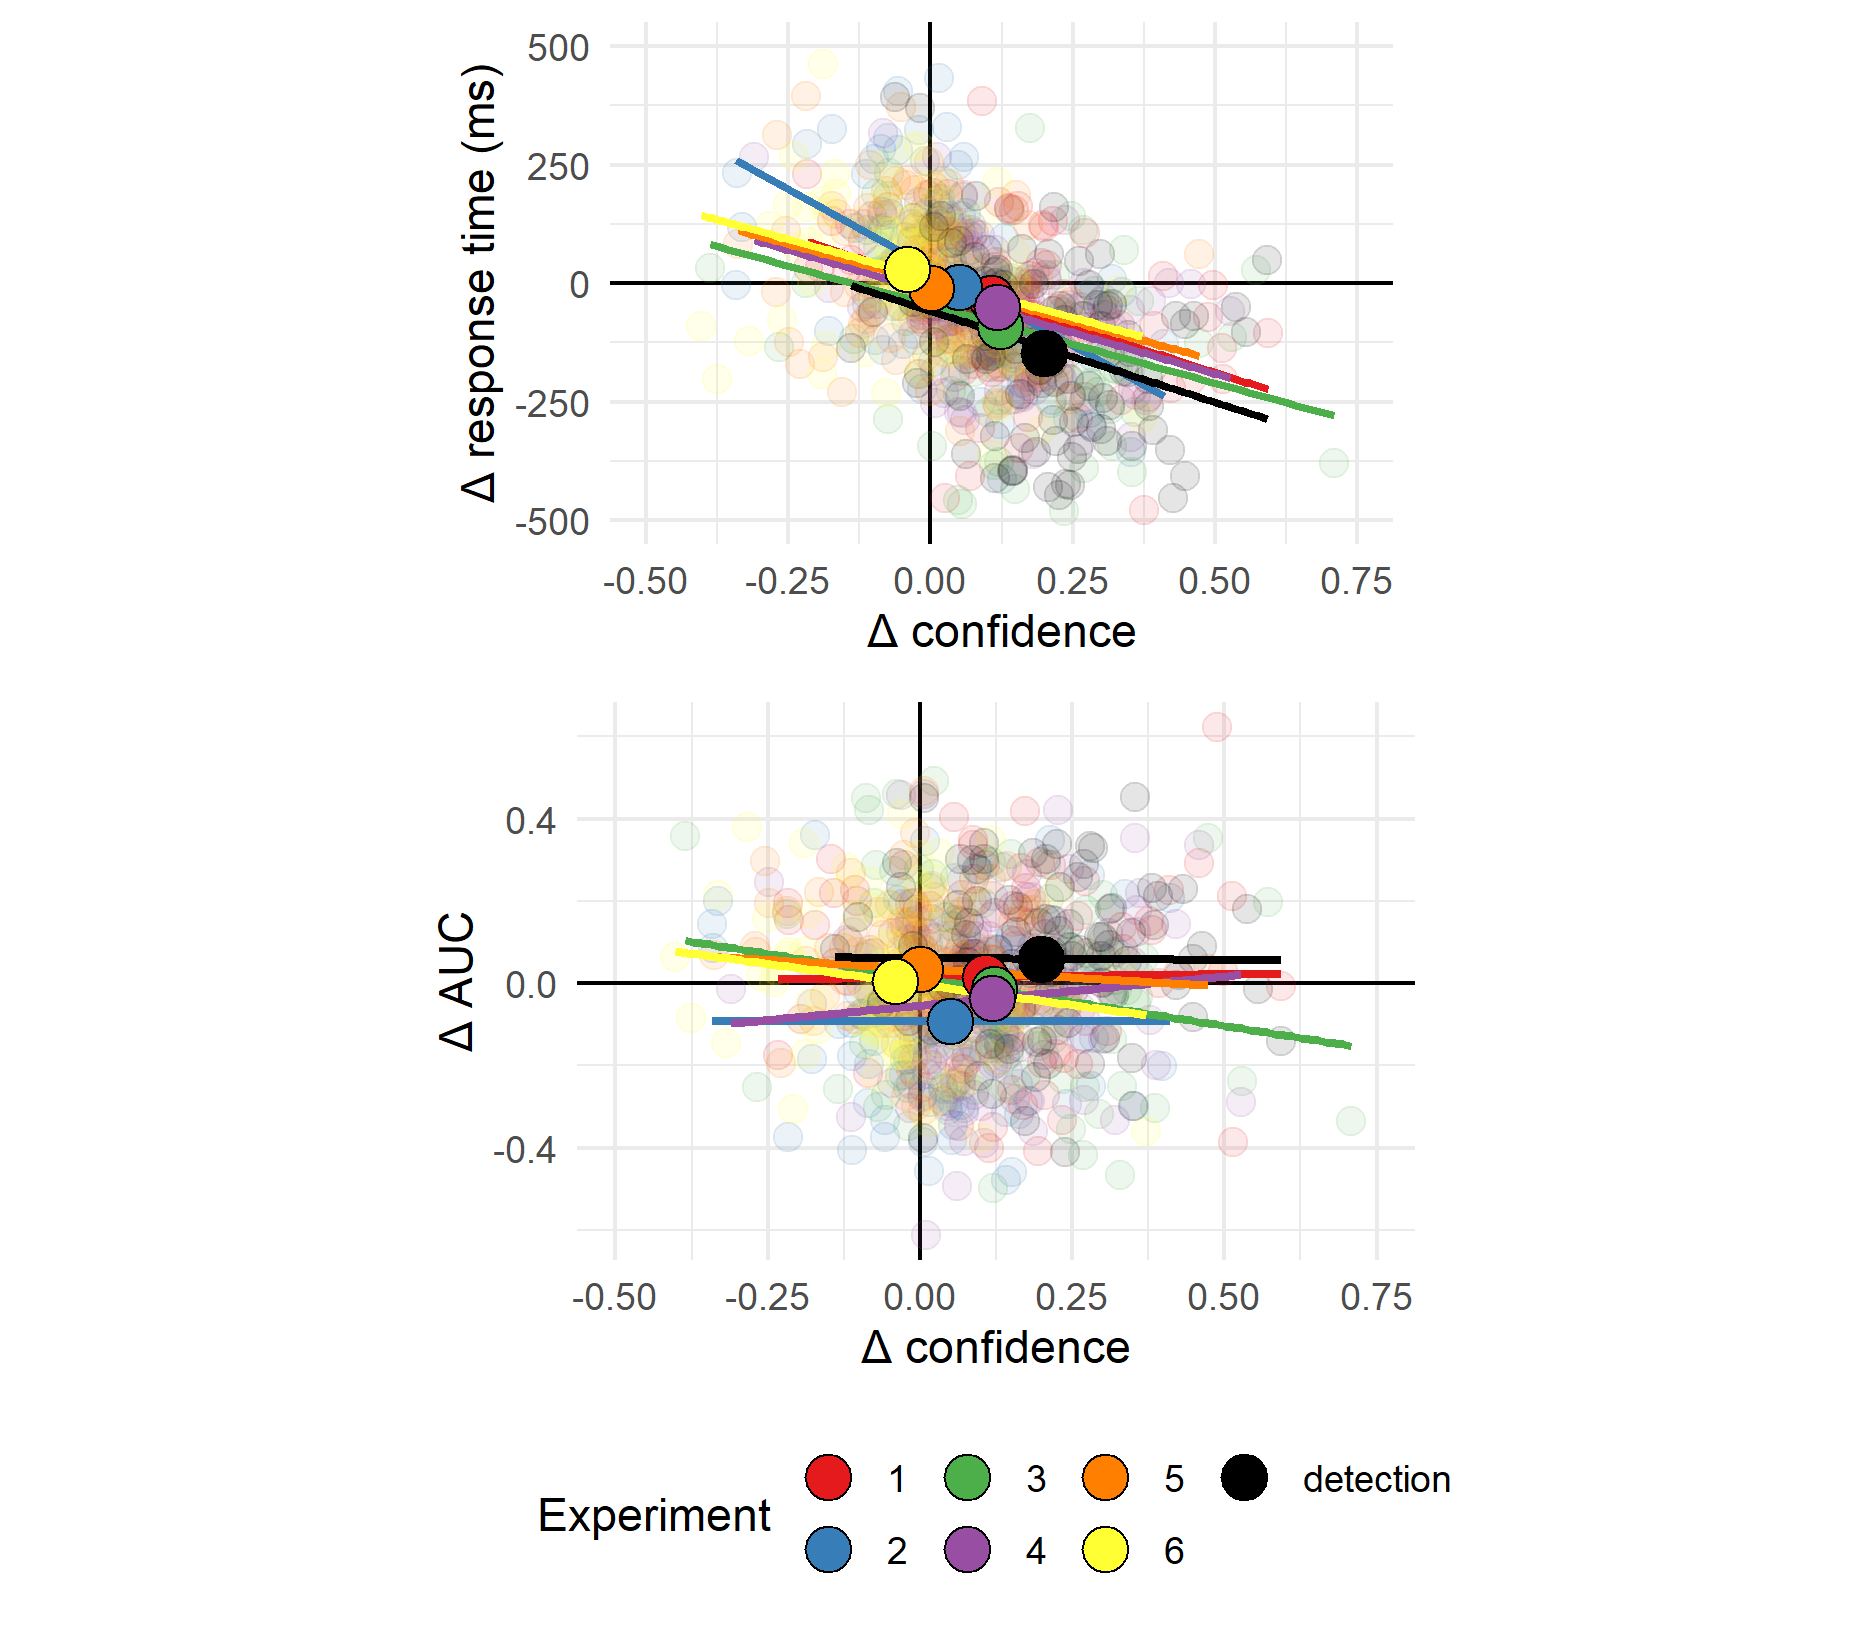 Δ response time (ms)
500
250
0
-250
-500
-0.50 -0.25 0.00 0.25 0.50 0.75
Δ confidence
Δ AUC
0.4
0.0
-0.4
-0.50 -0.25 0.00 0.25 0.50 0.75
Δ confidence
Experiment
1 3 5 detection
2 4 6